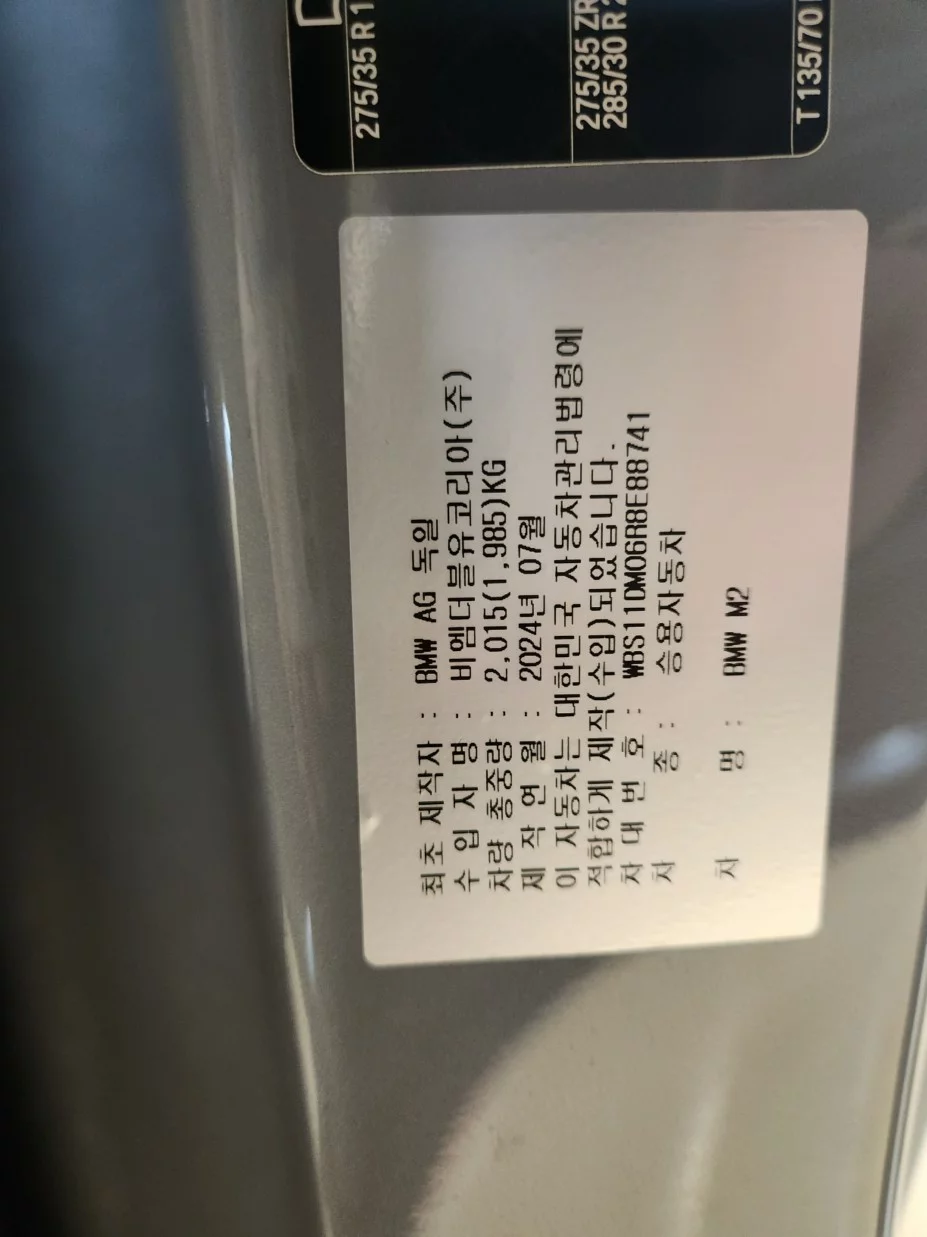 275/35 R 1
275/35 ZR
285/30 R 2
T 135/70
최초 제작자 : BMW AG 독일
수 입 자 명 : 비엠더블유코리아(주)
차량 총중량 : 2,015(1,985)KG
제 작 연 월 : 2024년 07월
이 자동차는 대한민국 자동차관리법령에
적합하게 제작(수입)되었습니다.
차 대 번 호 : WBS11DM06R8E88741
차 종 : 승용자동차
차 명 : BMW M2